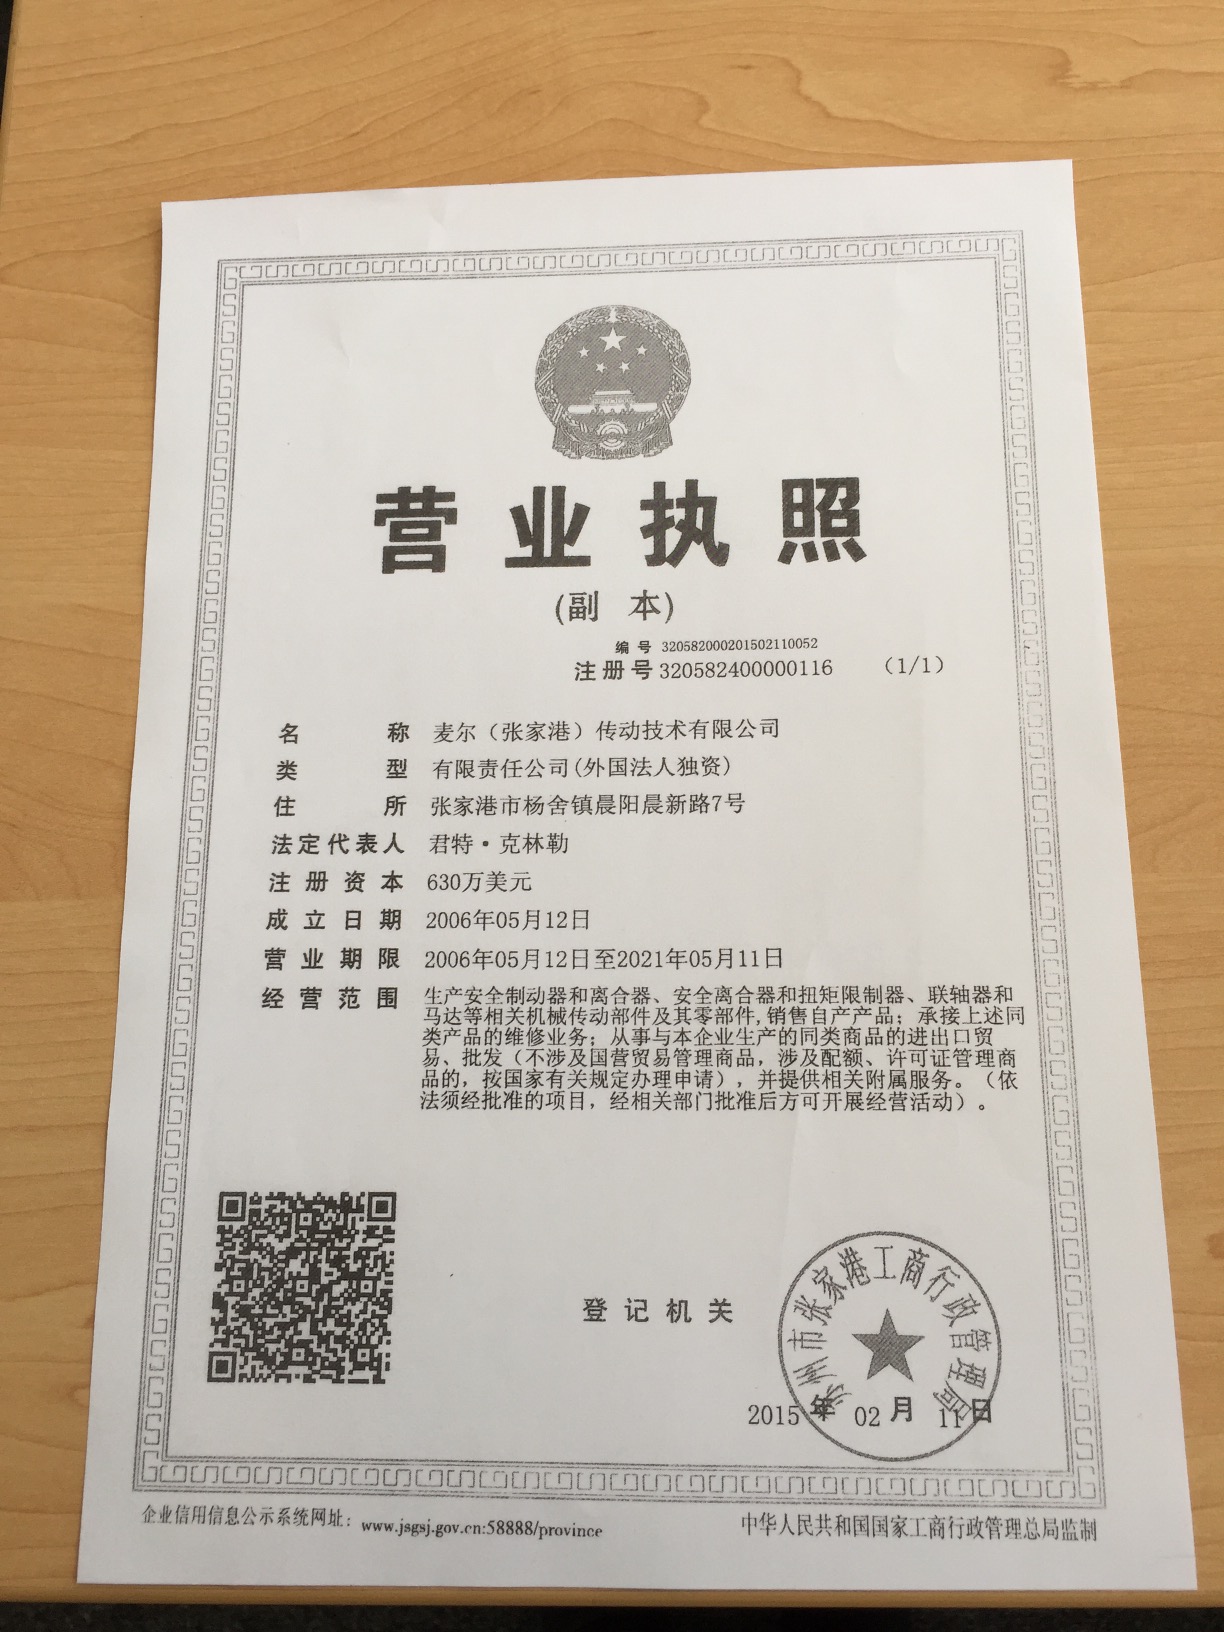 营业执照
(副 本)
编号 320582000201502110052
注册号 320582400000116 (1/1)
名称 麦尔（张家港）传动技术有限公司
类型 有限责任公司(外国法人独资)
住所 张家港市杨舍镇晨阳晨新路7号
法定代表人 君特·克林勒
注册资本 630万美元
成立日期 2006年05月12日
营业期限 2006年05月12日至2021年05月11日
经营范围 生产安全制动器和离合器、安全离合器和扭矩限制器、联轴器和
马达等相关机械传动部件及其零部件,销售自产产品；承接上述同
类产品的维修业务；从事与本企业生产的同类商品的进出口贸
易、批发（不涉及国营贸易管理商品，涉及配额、许可证管理商
品的，按国家有关规定办理申请），并提供相关附属服务。（依
法须经批准的项目，经相关部门批准后方可开展经营活动）。
登记机关
苏州市张家港工商行政管理局
2015年 02月 11日
企业信用信息公示系统网址：www.jsgsj.gov.cn:58888/province
中华人民共和国国家工商行政管理总局监制